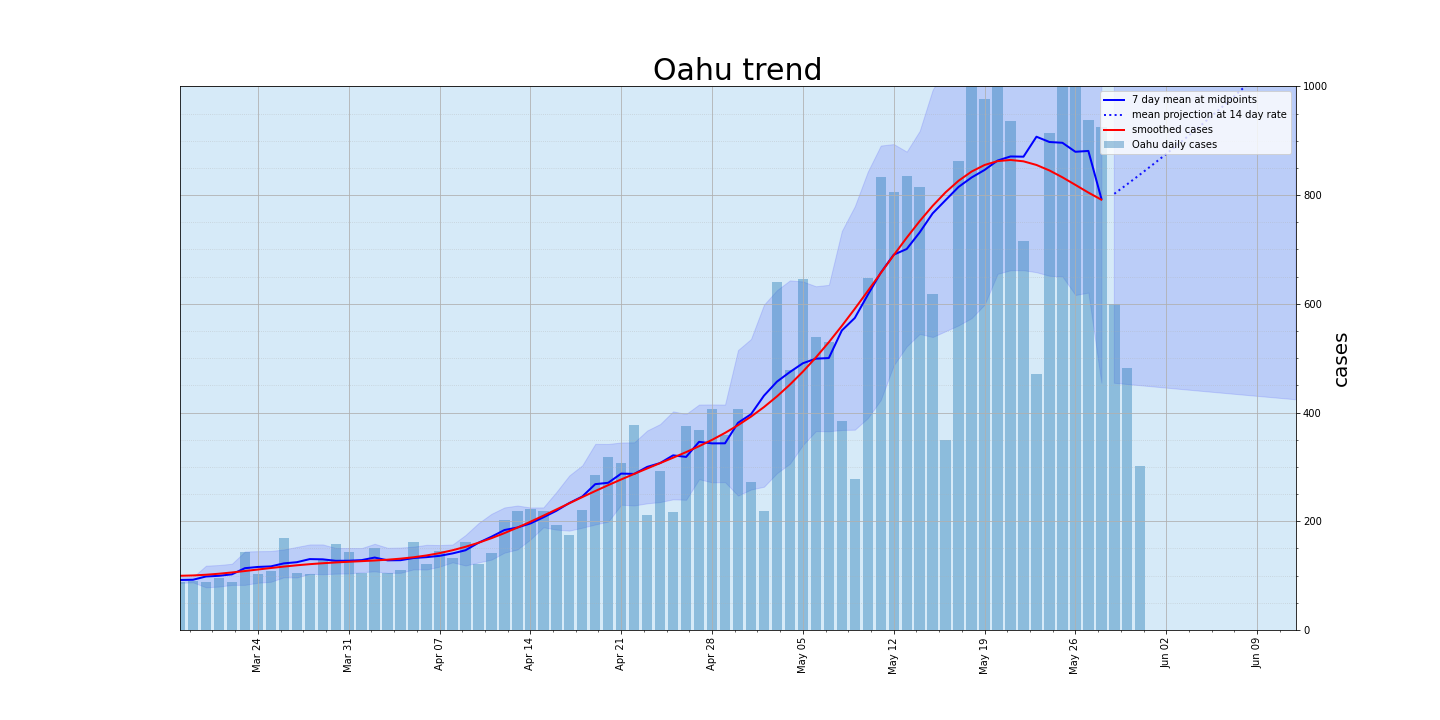 Oahu trend
7 day mean at midpoints
mean projection at 14 day rate
smoothed cases
Oahu daily cases
1000
800
600
400
200
0
cases
Mar 24
Mar 31
Apr 07
Apr 14
Apr 21
Apr 28
May 05
May 12
May 19
May 26
Jun 02
Jun 09